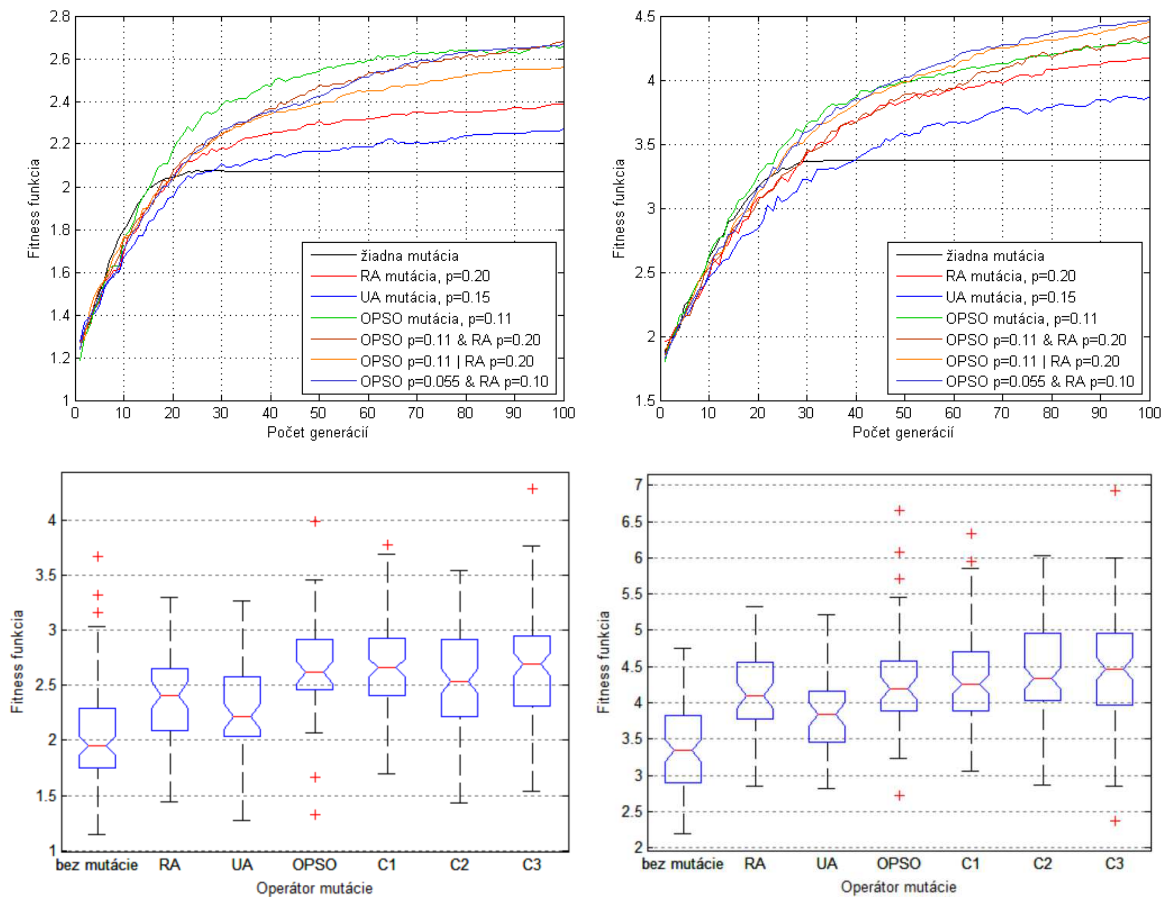 2.8
2.6
2.4
2.2
2
1.8
1.6
1.4
1.2
1
Fitness funkcia
0 10 20 30 40 50 60 70 80 90 100
Počet generácií
žiadna mutácia
RA mutácia, p=0.20
UA mutácia, p=0.15
OPSO mutácia, p=0.11
OPSO p=0.11 & RA p=0.20
OPSO p=0.11 | RA p=0.20
OPSO p=0.055 & RA p=0.10
4.5
4
3.5
3
2.5
2
1.5
Fitness funkcia
0 10 20 30 40 50 60 70 80 90 100
Počet generácií
žiadna mutácia
RA mutácia, p=0.20
UA mutácia, p=0.15
OPSO mutácia, p=0.11
OPSO p=0.11 & RA p=0.20
OPSO p=0.11 | RA p=0.20
OPSO p=0.055 & RA p=0.10
4
3.5
3
2.5
2
1.5
1
Fitness funkcia
bez mutácie RA UA OPSO C1 C2 C3
Operátor mutácie
7
6.5
6
5.5
5
4.5
4
3.5
3
2.5
2
Fitness funkcia
bez mutácie RA UA OPSO C1 C2 C3
Operátor mutácie